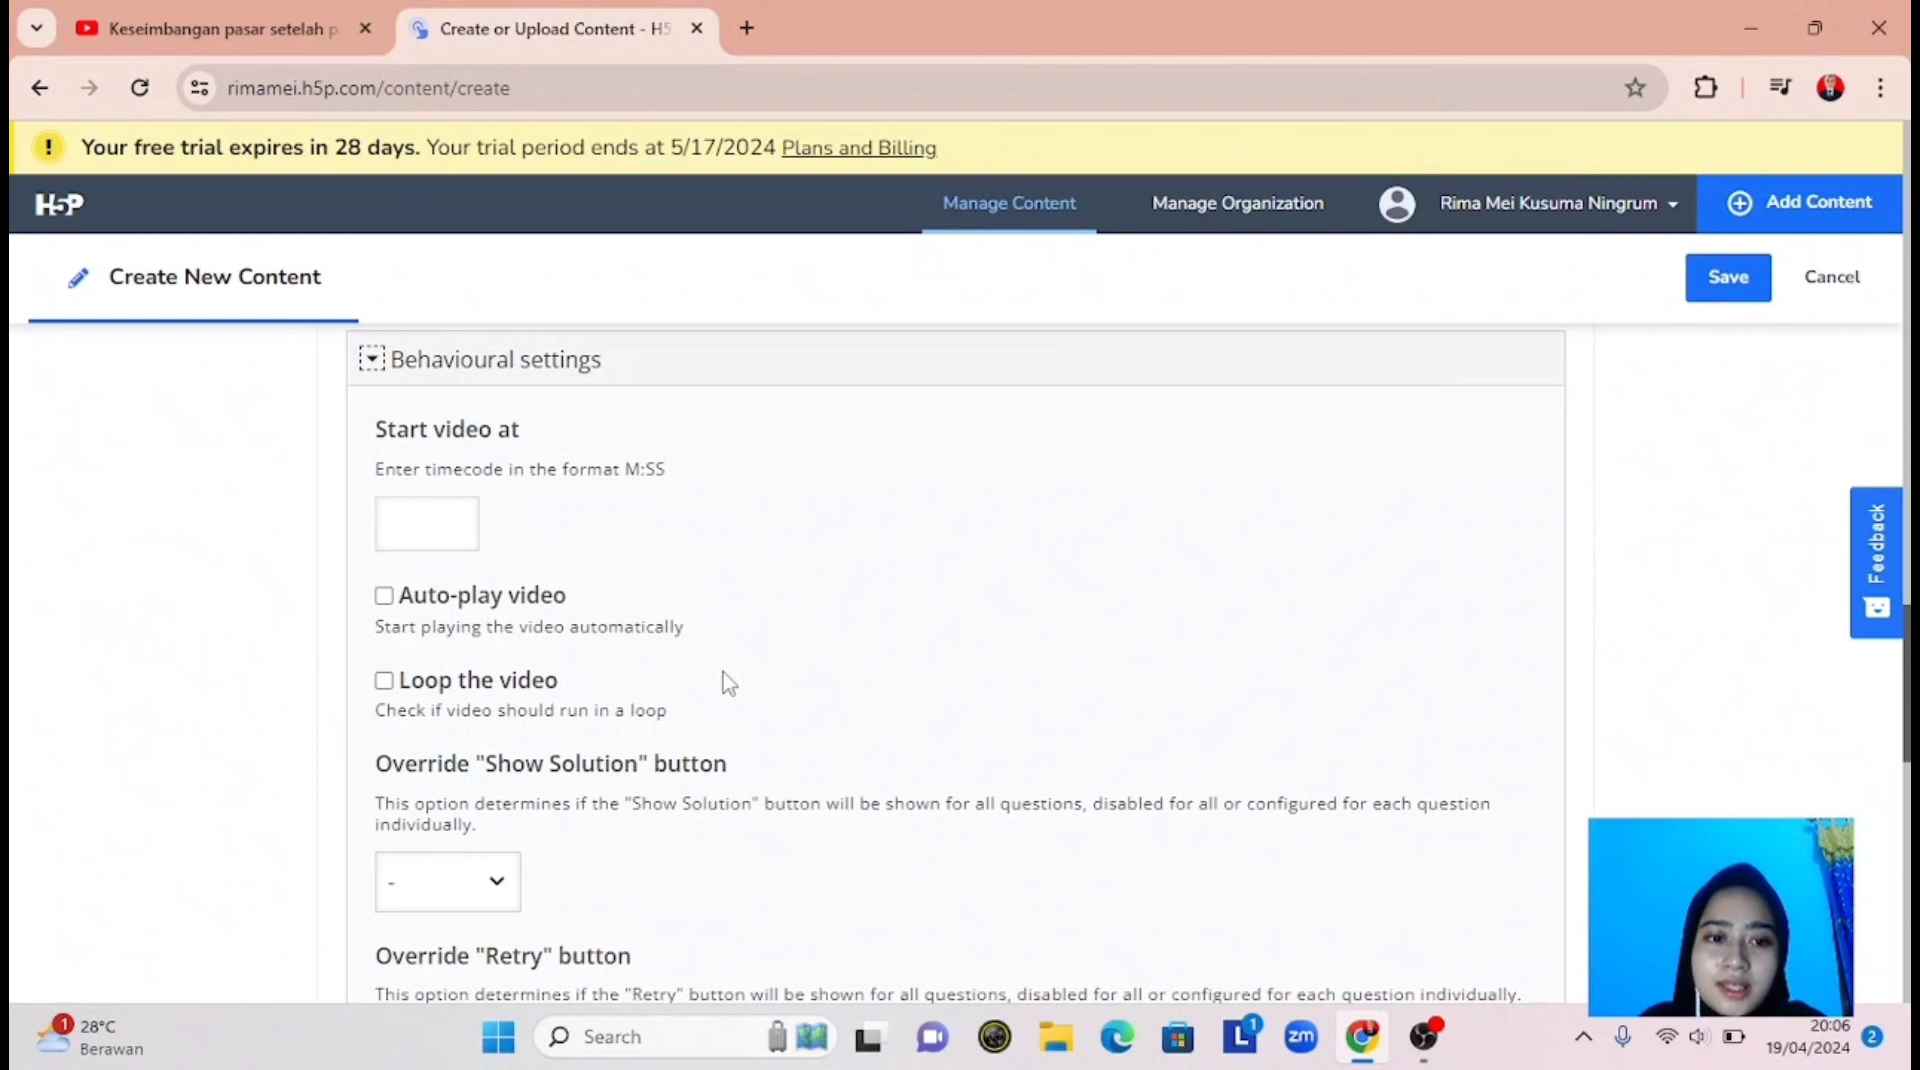 Keseimbangan pasar setelah p
Create or Upload Content - H5
rimamei.h5p.com/content/create
! Your free trial expires in 28 days. Your trial period ends at 5/17/2024 Plans and Billing
H5P
Manage Content
Manage Organization
Rima Mei Kusuma Ningrum
Add Content
Create New Content
Save
Cancel
Behavioural settings
Start video at
Enter timecode in the format M:SS
Auto-play video
Start playing the video automatically
Loop the video
Check if video should run in a loop
Override "Show Solution" button
This option determines if the "Show Solution" button will be shown for all questions, disabled for all or configured for each question
individually.
-
Override "Retry" button
This option determines if the "Retry" button will be shown for all questions, disabled for all or configured for each question individually.
Feedback
1
28°C
Berawan
Search
L
1
zm
20:06
19/04/2024
2